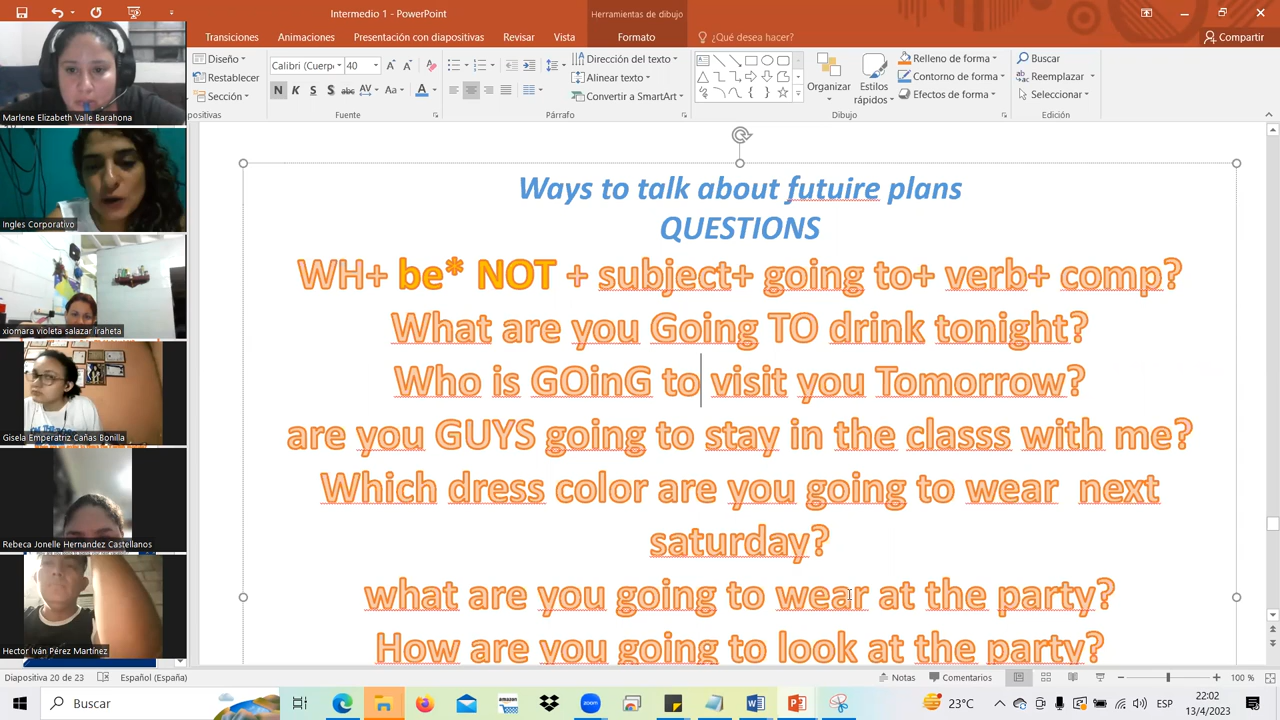 Intermedio 1 - PowerPoint
Herramientas de dibujo
Transiciones
Animaciones
Presentación con diapositivas
Revisar
Vista
Formato
¿Qué desea hacer?
Compartir
Diseño
Restablecer
Sección
positivas
Calibri (Cuerp
40
N K S S abc AV Aa A
Fuente
Dirección del texto
Alinear texto
Convertir a SmartArt
Párrafo
Organizar
Estilos
rápidos
Relleno de forma
Contorno de forma
Efectos de forma
Dibujo
Buscar
Reemplazar
Seleccionar
Edición
Marlene Elizabeth Valle Barahona
Ingles Corporativo
xiomara violeta salazar iraheta
Gisela Emperatriz Cañas Bonilla
Rebeca Jonelle Hernandez Castellanos
Hector Iván Pérez Martínez
Ways to talk about futuire plans
QUESTIONS
WH+ be* NOT + subject+ going to+ verb+ comp?
What are you Going TO drink tonight?
Who is GOinG to visit you Tomorrow?
are you GUYS going to stay in the classs with me?
Which dress color are you going to wear next
saturday?
what are you going to wear at the party?
How are you going to look at the party?
Diapositiva 20 de 23
Español (España)
Notas
Comentarios
100 %
Buscar
amazon
zoom
23°C
ESP
22:02
13/4/2023